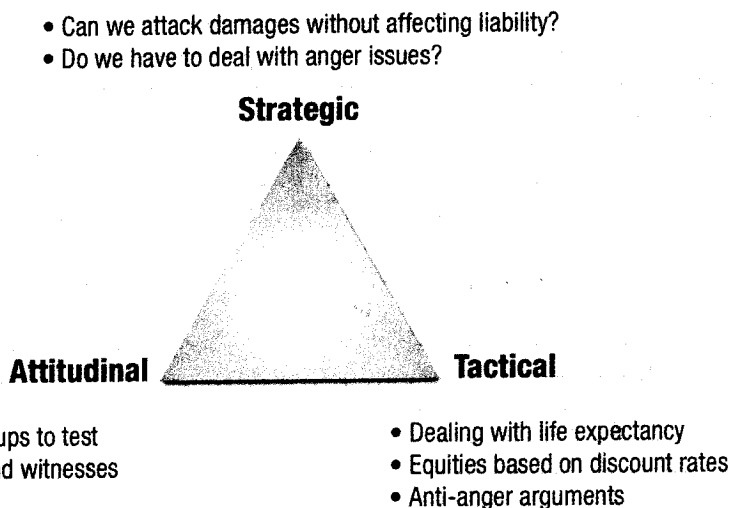 • Can we attack damages without affecting liability?
• Do we have to deal with anger issues?
Strategic
Attitudinal
Tactical
to test
witnesses
• Dealing with life expectancy
• Equities based on discount rates
• Anti-anger arguments